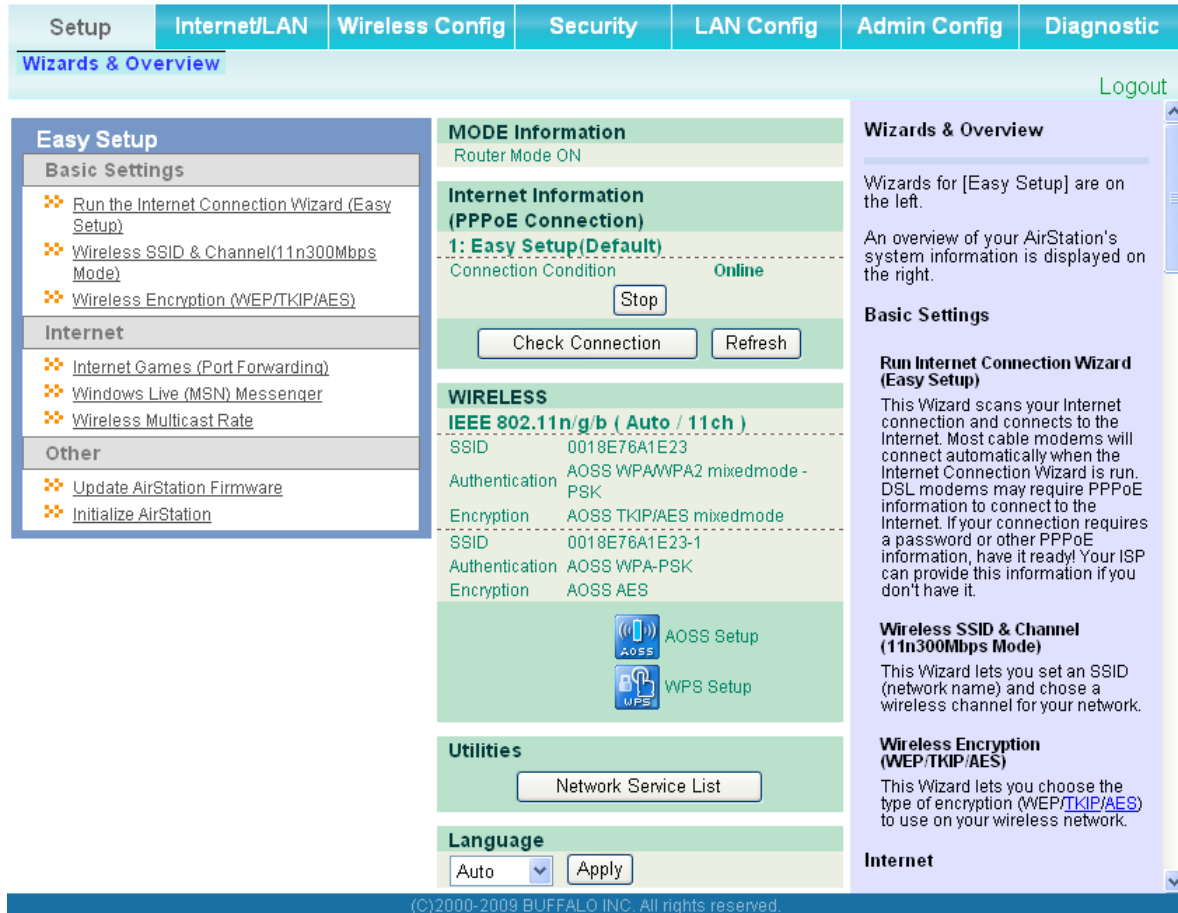 Setup
Internet/LAN
Wireless Config
Security
LAN Config
Admin Config
Diagnostic
Wizards & Overview
Logout
Easy Setup
Basic Settings
Run the Internet Connection Wizard (Easy
Setup)
Wireless SSID & Channel(11n300Mbps
Mode)
Wireless Encryption (WEP/TKIP/AES)
Internet
Internet Games (Port Forwarding)
Windows Live (MSN) Messenger
Wireless Multicast Rate
Other
Update AirStation Firmware
Initialize AirStation
MODE Information
Router Mode ON
Internet Information
(PPPoE Connection)
1: Easy Setup(Default)
Connection Condition Online
Stop
Check Connection Refresh
WIRELESS
IEEE 802.11n/g/b ( Auto / 11ch )
SSID 0018E76A1E23
Authentication AOSS WPA/WPA2 mixedmode -
PSK
Encryption AOSS TKIP/AES mixedmode
SSID 0018E76A1E23-1
Authentication AOSS WPA-PSK
Encryption AOSS AES
AOSS AOSS Setup
WPS WPS Setup
Utilities
Network Service List
Language
Auto Apply
Wizards & Overview
Wizards for [Easy Setup] are on
the left.
An overview of your AirStation's
system information is displayed on
the right.
Basic Settings
Run Internet Connection Wizard
(Easy Setup)
This Wizard scans your Internet
connection and connects to the
Internet. Most cable modems will
connect automatically when the
Internet Connection Wizard is run.
DSL modems may require PPPoE
information to connect to the
Internet. If your connection requires
a password or other PPPoE
information, have it ready! Your ISP
can provide this information if you
don't have it.
Wireless SSID & Channel
(11n300Mbps Mode)
This Wizard lets you set an SSID
(network name) and chose a
wireless channel for your network.
Wireless Encryption
(WEP/TKIP/AES)
This Wizard lets you choose the
type of encryption (WEP/TKIP/AES)
to use on your wireless network.
Internet
(C)2000-2009 BUFFALO INC. All rights reserved.